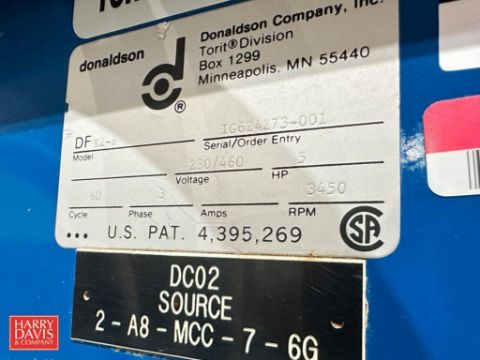 Donaldson Company, Inc.
Torit® Division
Box 1299
Minneapolis, MN 55440
donaldson
®
DF
IG624273-001
Model
Serial/Order Entry
230/460
5
Voltage
HP
60
3
3450
Cycle
Phase
Amps
RPM
U.S. PAT. 4,395,269
DC02
SOURCE
2-A8-MCC-7-6G
HARRY
DAVIS
& COMPANY